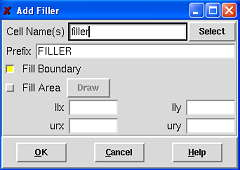 Add Filler
Cell Name(s) filler Select
Prefix FILLER
Fill Boundary
Fill Area Draw
llx lly
urx ury
OK Cancel Help